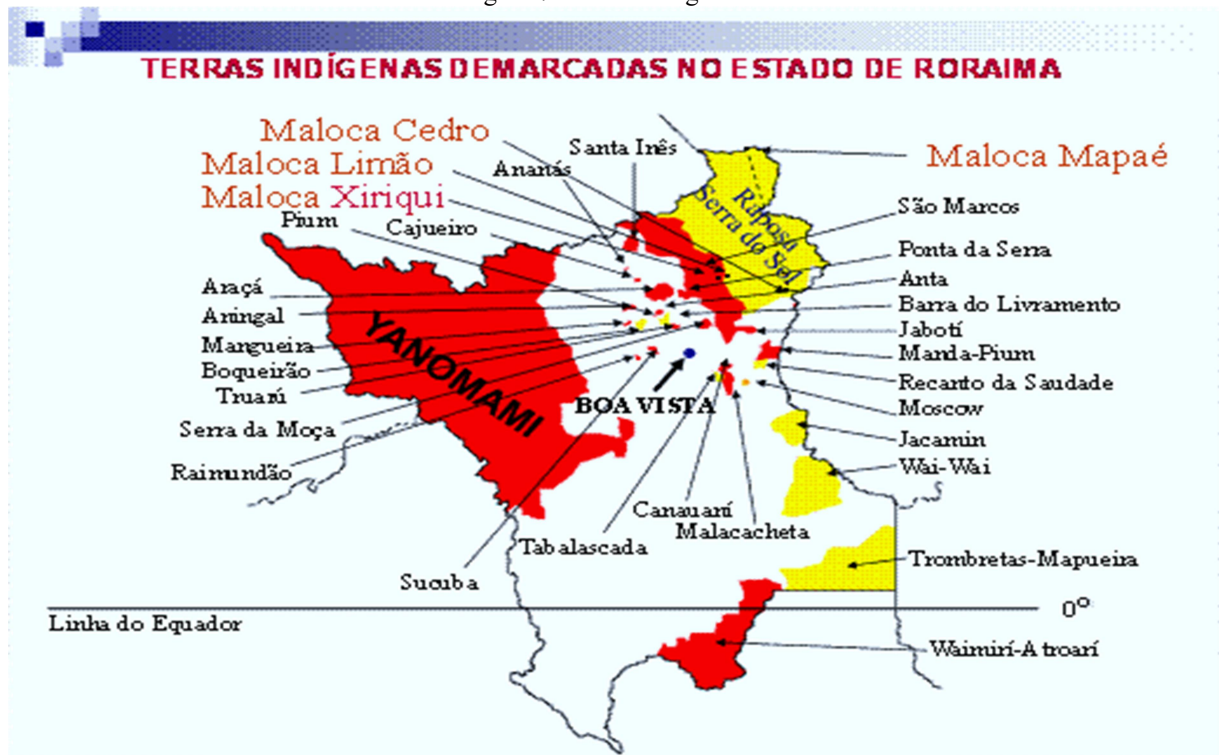 TERRAS INDÍGENAS DEMARCADAS NO ESTADO DE RORAIMA
Maloca Cedro
Maloca Limão
Maloca Xiriqui
Maloca Mapaé
Santa Inês
Ananás
Pium
Cajueiro
Raposa
Serra do Sol
São Marcos
Ponta da Serra
Anta
Barra do Livramento
Jabotí
Manda-Pium
Recanto da Saudade
Moscow
Jacamin
Wai-Wai
Araçá
Aningal
Mangueira
Boqueirão
Truarú
Serra da Moça
Raimundão
YANOMAMI
BOA VISTA
Canauaní
Malacacheta
Tabalascada
Sucuba
Trombretas-Mapueira
0º
Linha do Equador
Waimirí-Atroarí